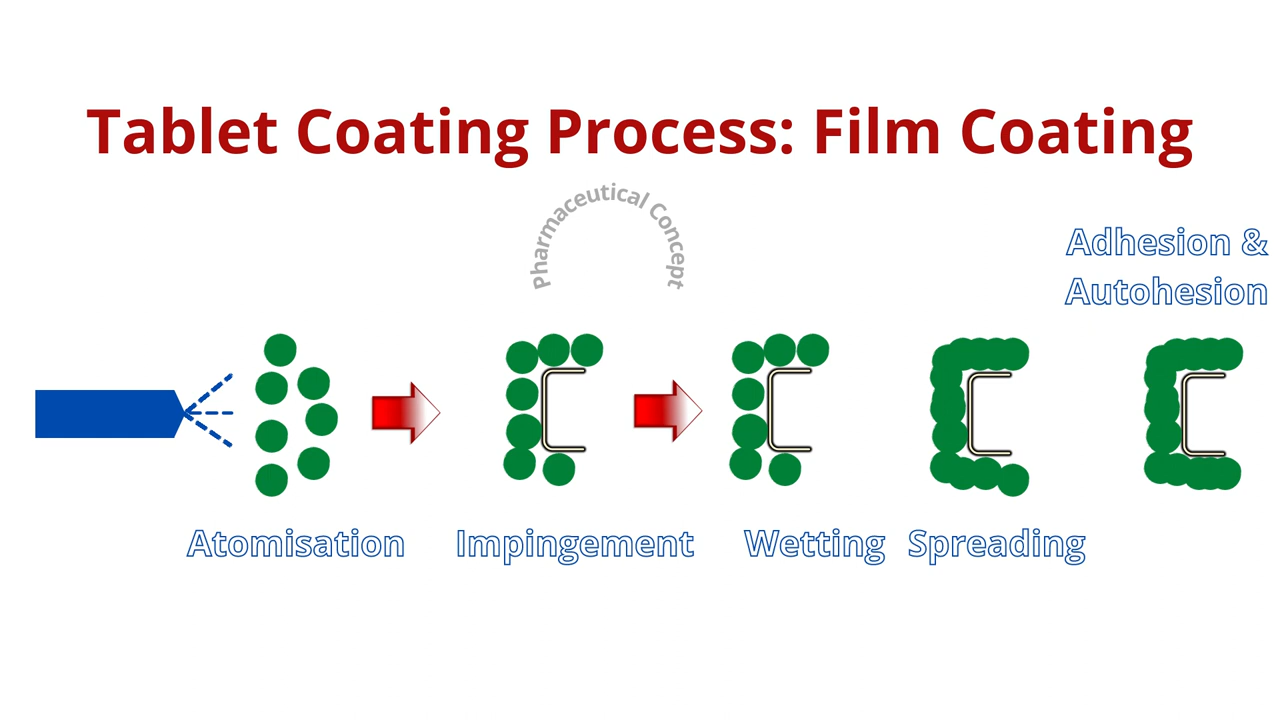 Tablet Coating Process: Film Coating
Pharmaceutical Concept
Adhesion &
Autohesion
Atomisation
Impingement
Wetting
Spreading